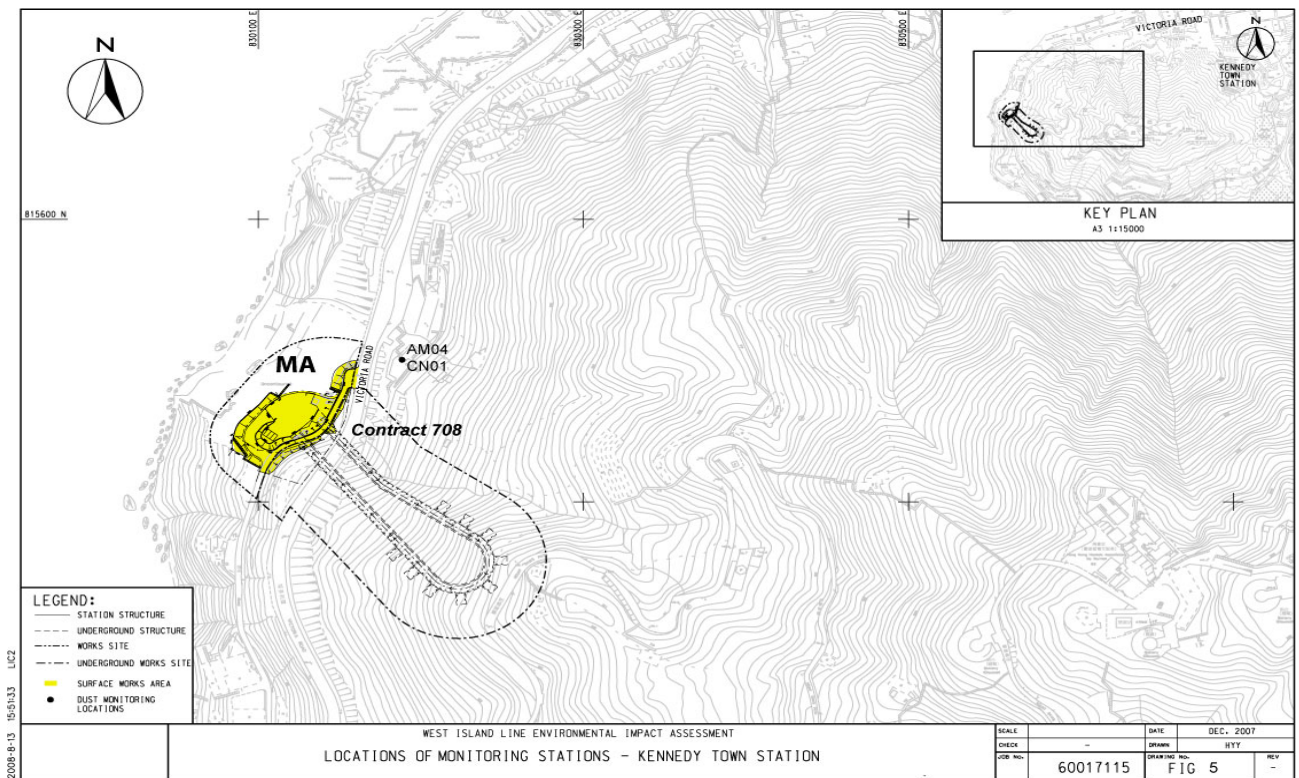 N
830100 E
830300 E
830500 E
VICTORIA ROAD
N
KENNEDY
TOWN
STATION
KEY PLAN
A3 1:15000
815600 N
MA
VICTORIA ROAD
AM04
CN01
Contract 708
LEGEND:
STATION STRUCTURE
UNDERGROUND STRUCTURE
WORKS SITE
UNDERGROUND WORKS SITE
SURFACE WORKS AREA
DUST MONITORING
LOCATIONS
2008-8-13 15:51:33 LIC2
WEST ISLAND LINE ENVIRONMENTAL IMPACT ASSESSMENT
LOCATIONS OF MONITORING STATIONS - KENNEDY TOWN STATION
SCALE
DATE DEC. 2007
CHECK -
DRAWN HYY
JOB No. 60017115
DRAWING No. FIG 5
REV -